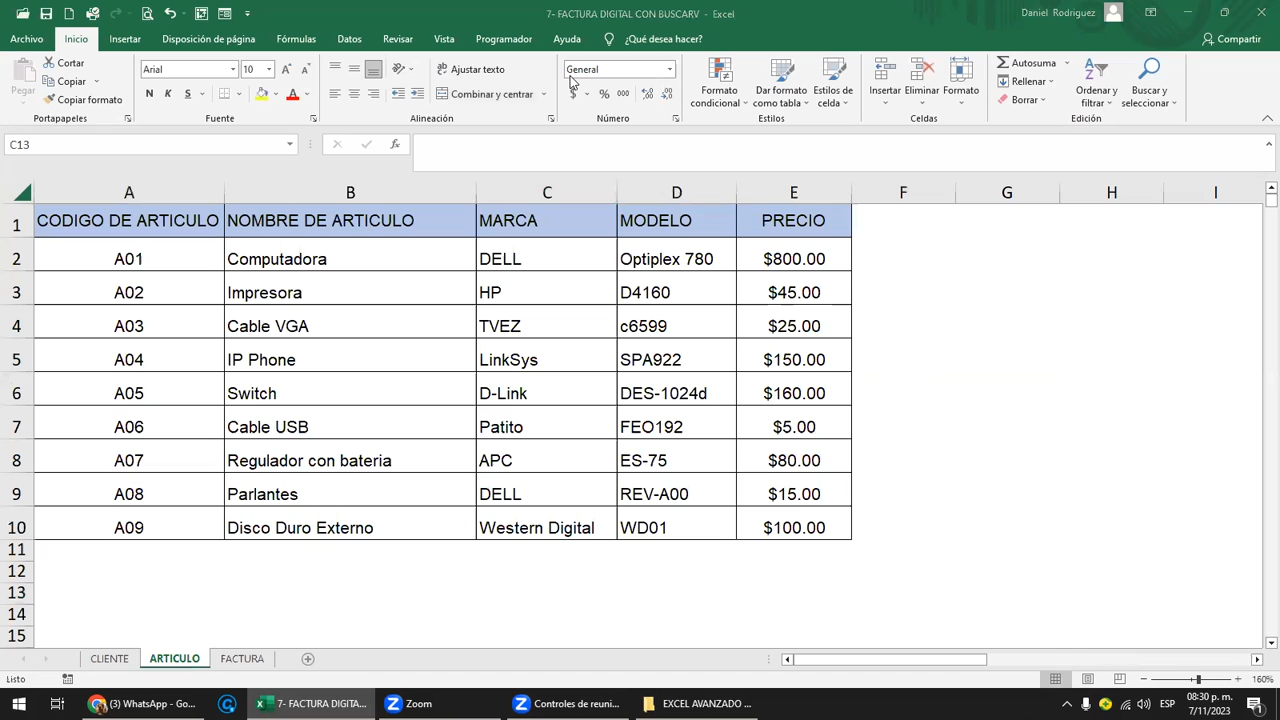 7- FACTURA DIGITAL CON BUSCARV - Excel
Daniel Rodriguez
Archivo Inicio Insertar Disposición de página Fórmulas Datos Revisar Vista Programador Ayuda ¿Qué desea hacer? Compartir
Pegar
Cortar
Copiar
Copiar formato
Portapapeles
Arial 10
N K S
Fuente
Ajustar texto
Combinar y centrar
Alineación
General
$ % 000
Número
Formato condicional
Dar formato como tabla
Estilos de celda
Estilos
Insertar Eliminar Formato
Celdas
Autosuma
Rellenar
Borrar
Ordenar y filtrar
Buscar y seleccionar
Edición
C13 fx
A B C D E F G H I
1 CODIGO DE ARTICULO NOMBRE DE ARTICULO MARCA MODELO PRECIO
2 A01 Computadora DELL Optiplex 780 $800.00
3 A02 Impresora HP D4160 $45.00
4 A03 Cable VGA TVEZ c6599 $25.00
5 A04 IP Phone LinkSys SPA922 $150.00
6 A05 Switch D-Link DES-1024d $160.00
7 A06 Cable USB Patito FEO192 $5.00
8 A07 Regulador con bateria APC ES-75 $80.00
9 A08 Parlantes DELL REV-A00 $15.00
10 A09 Disco Duro Externo Western Digital WD01 $100.00
11
12
13
14
15
CLIENTE ARTICULO FACTURA
Listo 160%
(3) WhatsApp - Go... 7- FACTURA DIGITA... Zoom Controles de reuni... EXCEL AVANZADO ... ESP 08:30 p. m.
7/11/2023